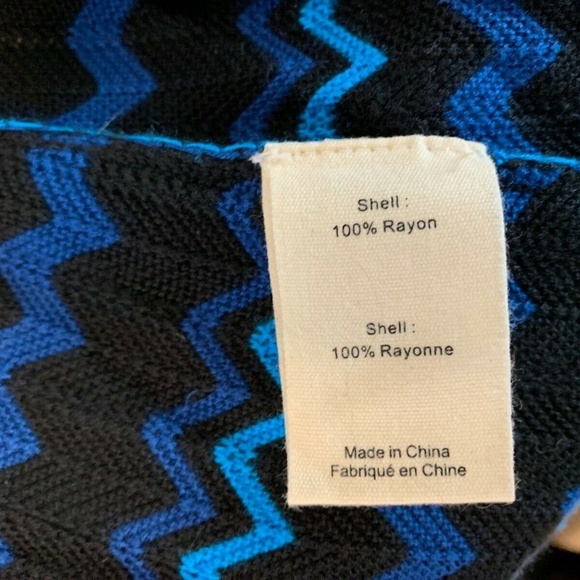 Shell :
100% Rayon
Shell :
100% Rayonne
Made in China
Fabriqué en Chine